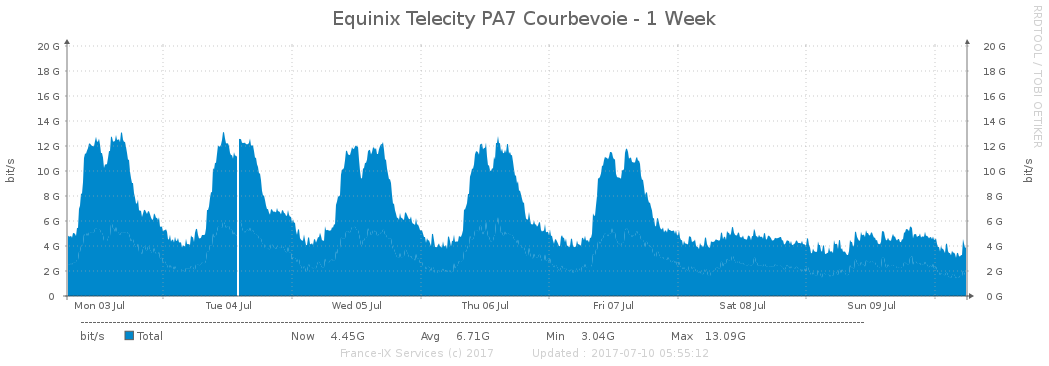 Equinix Telecity PA7 Courbevoie - 1 Week
RRDTOOL / TOBI OETIKER
bit/s
20 G 20 G
18 G 18 G
16 G 16 G
14 G 14 G
12 G 12 G
10 G 10 G
8 G 8 G
6 G 6 G
4 G 4 G
2 G 2 G
0 0 G
bit/s
Mon 03 Jul Tue 04 Jul Wed 05 Jul Thu 06 Jul Fri 07 Jul Sat 08 Jul Sun 09 Jul
bit/s Total Now 4.45G Avg 6.71G Min 3.04G Max 13.09G
France-IX Services (c) 2017 Updated : 2017-07-10 05:55:12